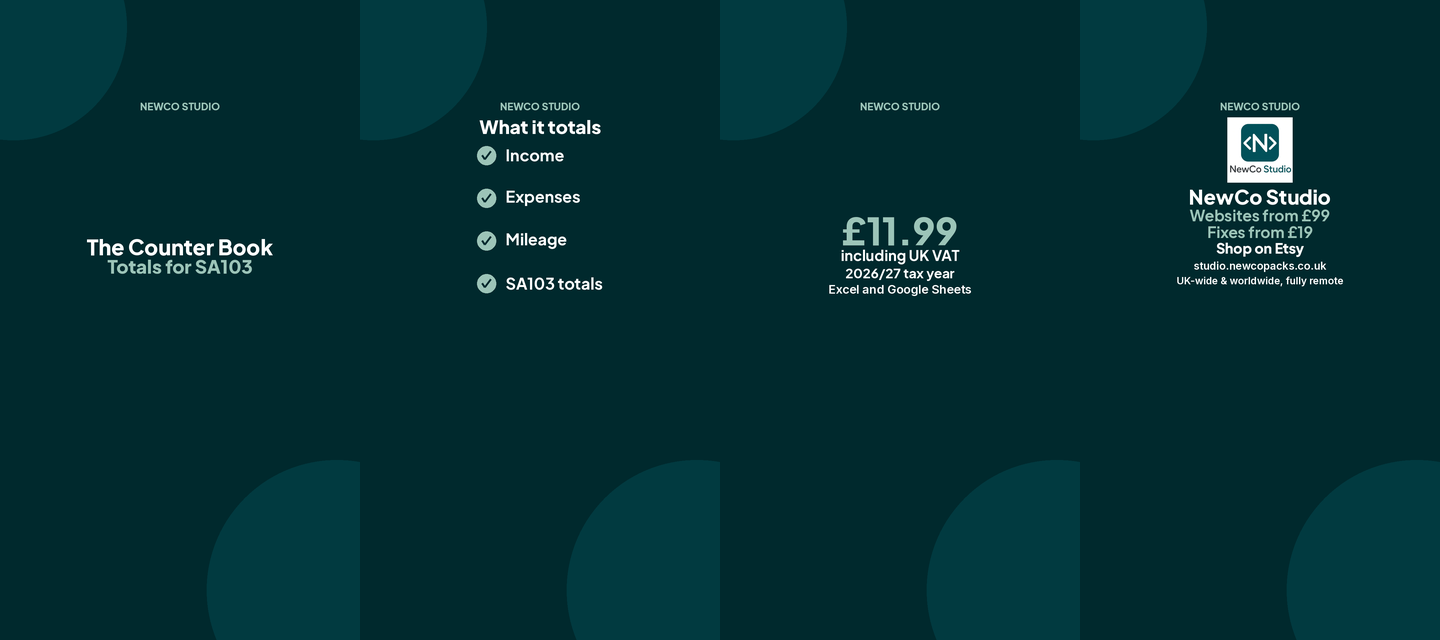 NEWCO STUDIO
The Counter Book
Totals for SA103
NEWCO STUDIO
What it totals
Income
Expenses
Mileage
SA103 totals
NEWCO STUDIO
£11.99
including UK VAT
2026/27 tax year
Excel and Google Sheets
NEWCO STUDIO
<N>
NewCo Studio
NewCo Studio
Websites from £99
Fixes from £19
Shop on Etsy
studio.newcopacks.co.uk
UK-wide & worldwide, fully remote